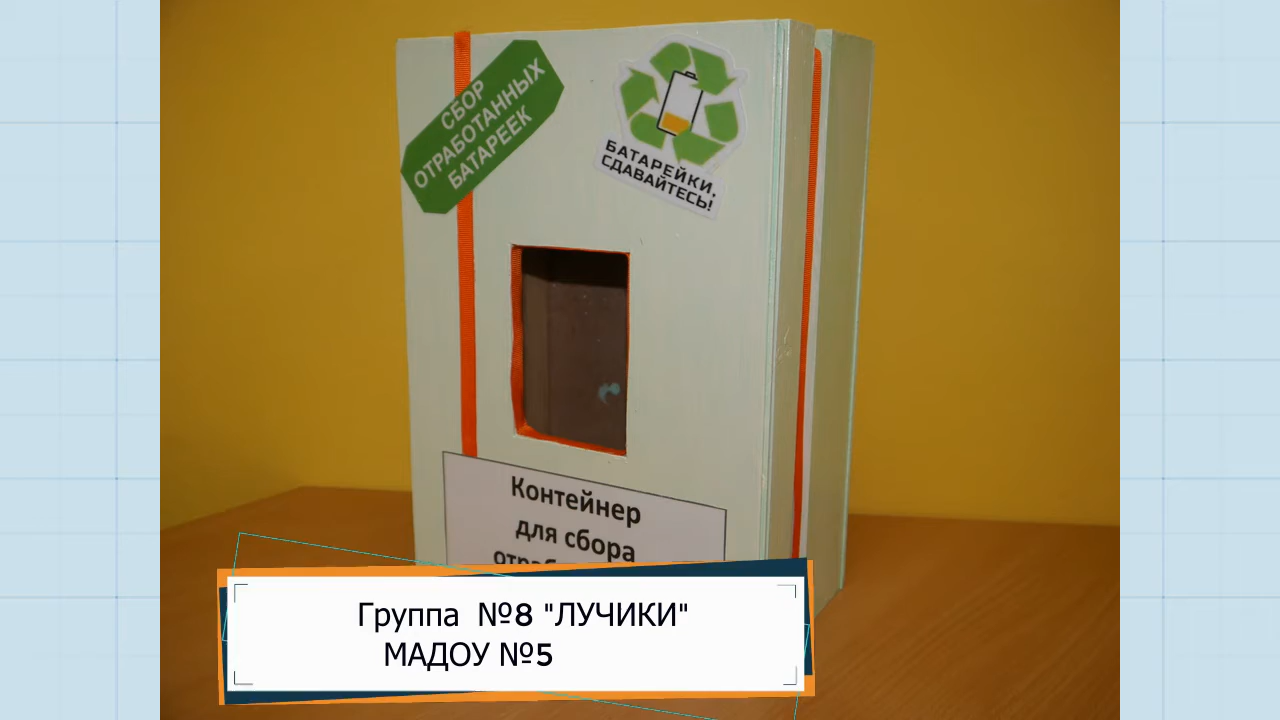 СБОР
ОТРАБОТАННЫХ
БАТАРЕЕК
БАТАРЕЙКИ,
СДАВАЙТЕСЬ!
Контейнер
для сбора
Группа №8 "ЛУЧИКИ"
МАДОУ №5